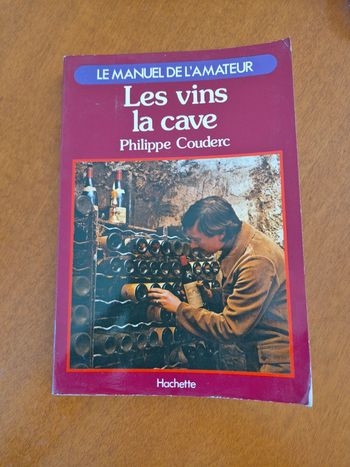 LE MANUEL DE L'AMATEUR
Les vins
la cave
Philippe Couderc
Hachette